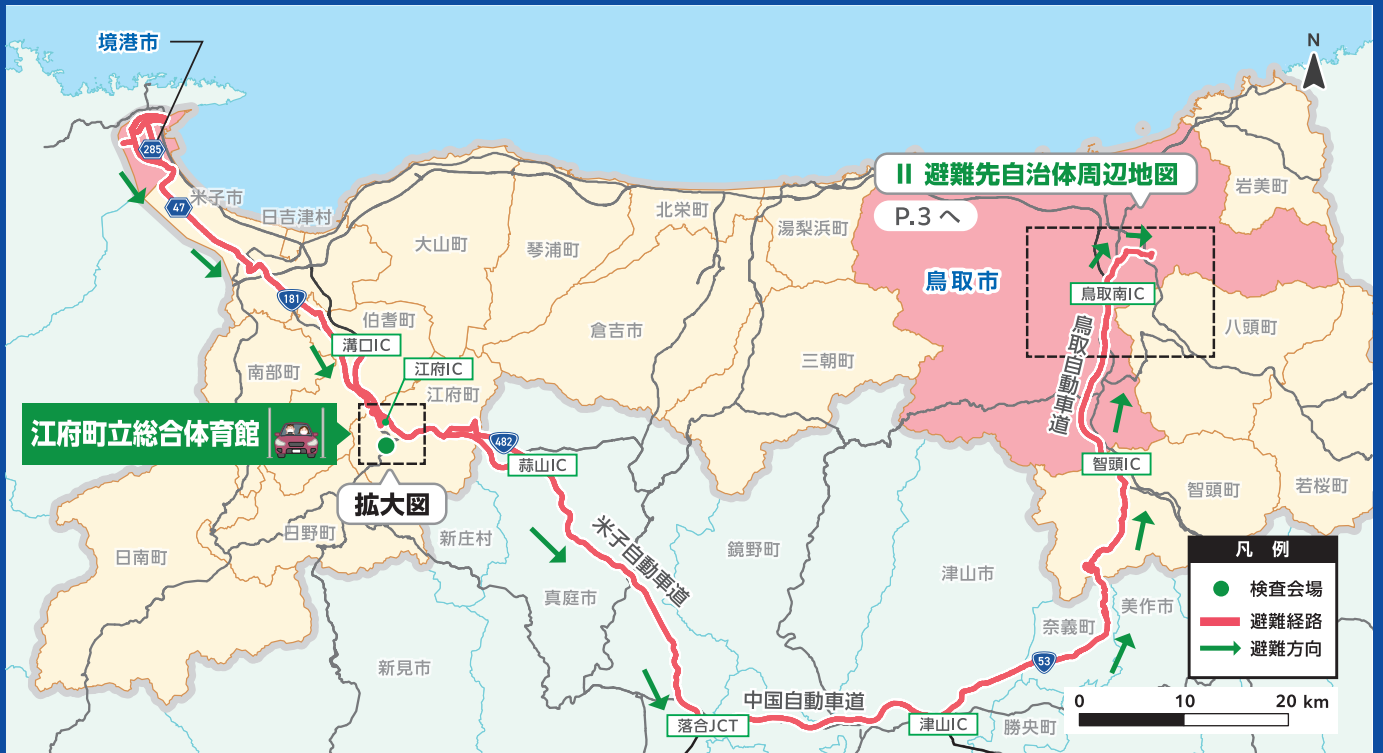 境港市
N
285
II 避難先自治体周辺地図
P.3 へ
米子市
47
日吉津村
大山町
琴浦町
北栄町
湯梨浜町
岩美町
鳥取市
鳥取南IC
181
伯耆町
溝口IC
倉吉市
三朝町
八頭町
鳥取自動車道
南部町
江府IC
江府町
江府町立総合体育館
482
蒜山IC
智頭IC
拡大図
智頭町
若桜町
日南町
日野町
新庄村
米子自動車道
鏡野町
津山市
真庭市
美作市
奈義町
新見市
53
中国自動車道
落合JCT
津山IC
勝央町
凡 例
検査会場
避難経路
避難方向
0 10 20 km